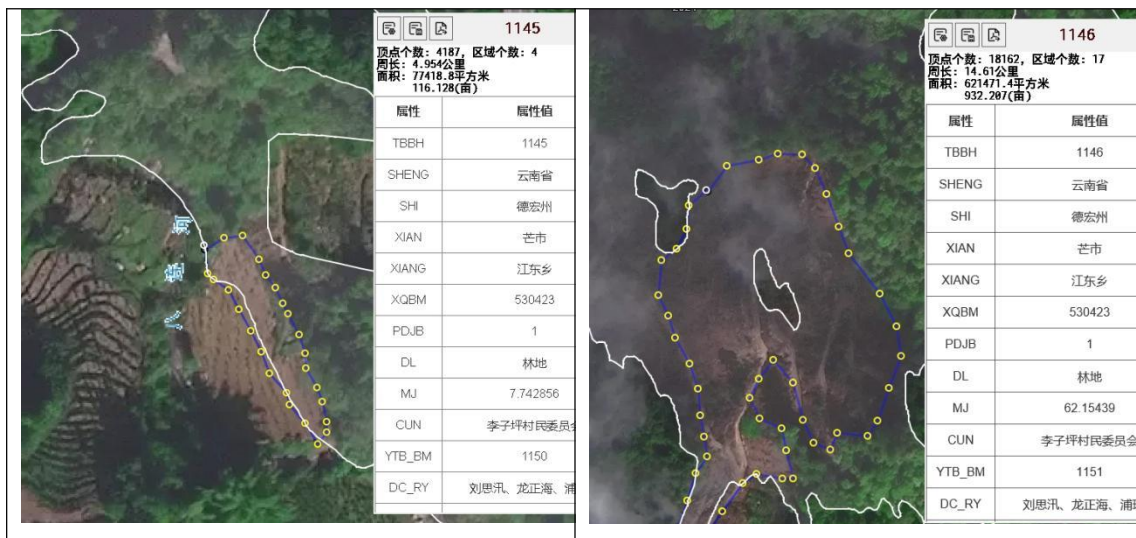 1145
顶点个数: 4187, 区域个数: 4
周长: 4.954公里
面积: 77418.8平方米
116.128(亩)
属性 属性值
TBBH 1145
SHENG 云南省
SHI 德宏州
XIAN 芒市
XIANG 江东乡
XQBM 530423
PDJB 1
DL 林地
MJ 7.742856
CUN 李子坪村民委员会
YTB_BM 1150
DC_RY 刘思汛、龙正海、浦
1146
顶点个数: 18162, 区域个数: 17
周长: 14.61公里
面积: 621471.4平方米
932.207(亩)
属性 属性值
TBBH 1146
SHENG 云南省
SHI 德宏州
XIAN 芒市
XIANG 江东乡
XQBM 530423
PDJB 1
DL 林地
MJ 62.15439
CUN 李子坪村民委员会
YTB_BM 1151
DC_RY 刘思汛、龙正海、浦